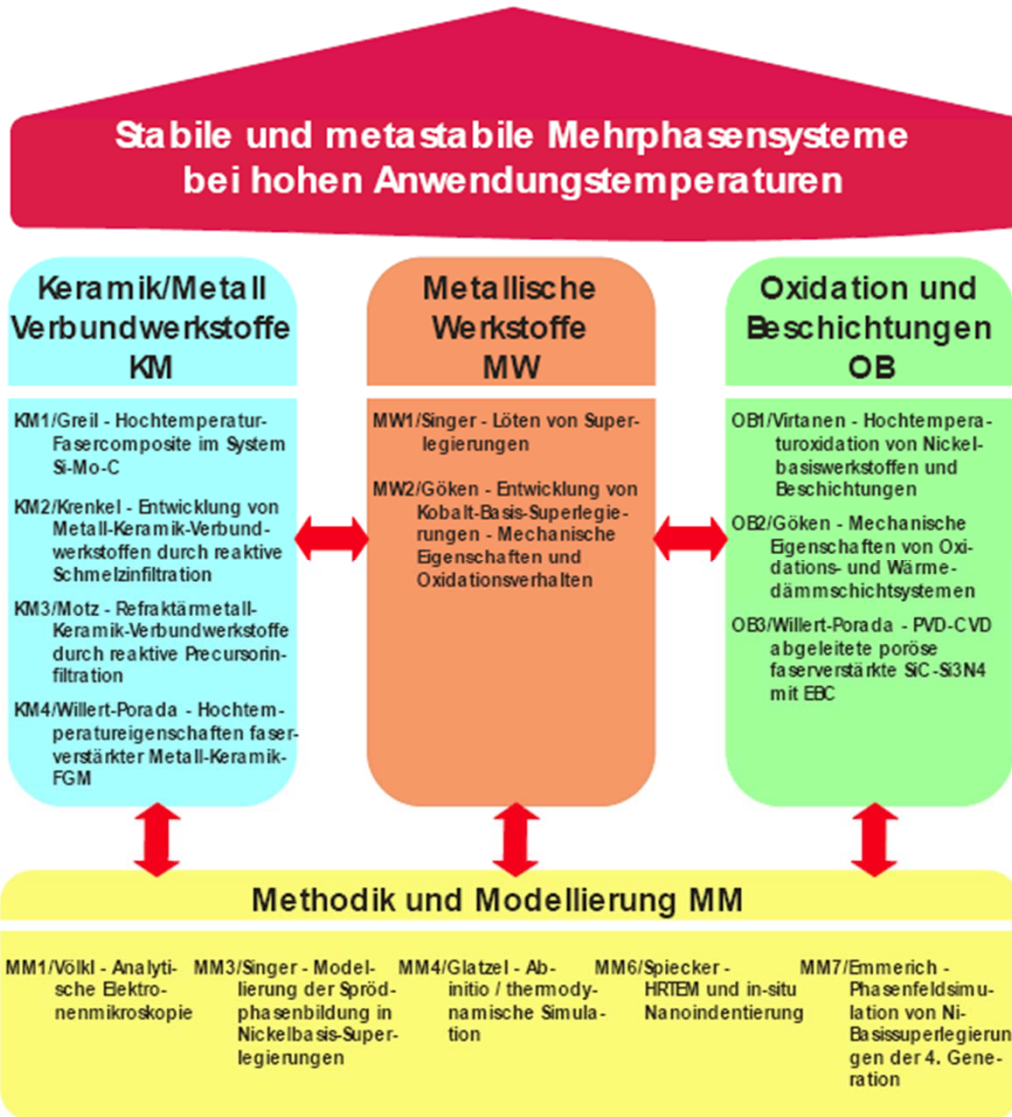 Stabile und metastabile Mehrphasensysteme
bei hohen Anwendungstemperaturen
Keramik/Metall
Verbundwerkstoffe
KM
KM1/Greil - Hochtemperatur-
Fasercomposite im System
Si-Mo-C
KM2/Krenkel - Entwicklung von
Metall-Keramik-Verbund-
werkstoffen durch reaktive
Schmelzinfiltration
KM3/Motz - Refraktärmetall-
Keramik-Verbundwerkstoffe
durch reaktive Precursorin-
filtration
KM4/Willert-Porada - Hochtem-
peratureigenschaften faser-
verstärkter Metall-Keramik-
FGM
Metallische
Werkstoffe
MW
MW1/Singer - Löten von Super-
legierungen
MW2/Göken - Entwicklung von
Kobalt-Basis-Superlegie-
rungen - Mechanische
Eigenschaften und
Oxidationsverhalten
Oxidation und
Beschichtungen
OB
OB1/Virtanen - Hochtempera-
turoxidation von Nickel-
basiswerkstoffen und
Beschichtungen
OB2/Göken - Mechanische
Eigenschaften von Oxi-
dations- und Wärme-
dämmschichtsystemen
OB3/Willert-Porada - PVD-CVD
abgeleitete poröse
faserverstärkte SiC-Si3N4
mit EBC
Methodik und Modellierung MM
MM1/Völkl - Analyti-
sche Elektro-
nenmikroskopie
MM3/Singer - Model-
lierung der Spröd-
phasenbildung in
Nickelbasis-Super-
legierungen
MM4/Glatzel - Ab-
initio / thermody-
namische Simula-
tion
MM6/Spiecker -
HRTEM und in-situ
Nanoindentierung
MM7/Emmerich -
Phasenfeldsimu-
lation von Ni-
Basissuperlegierun
gen der 4. Gene-
ration